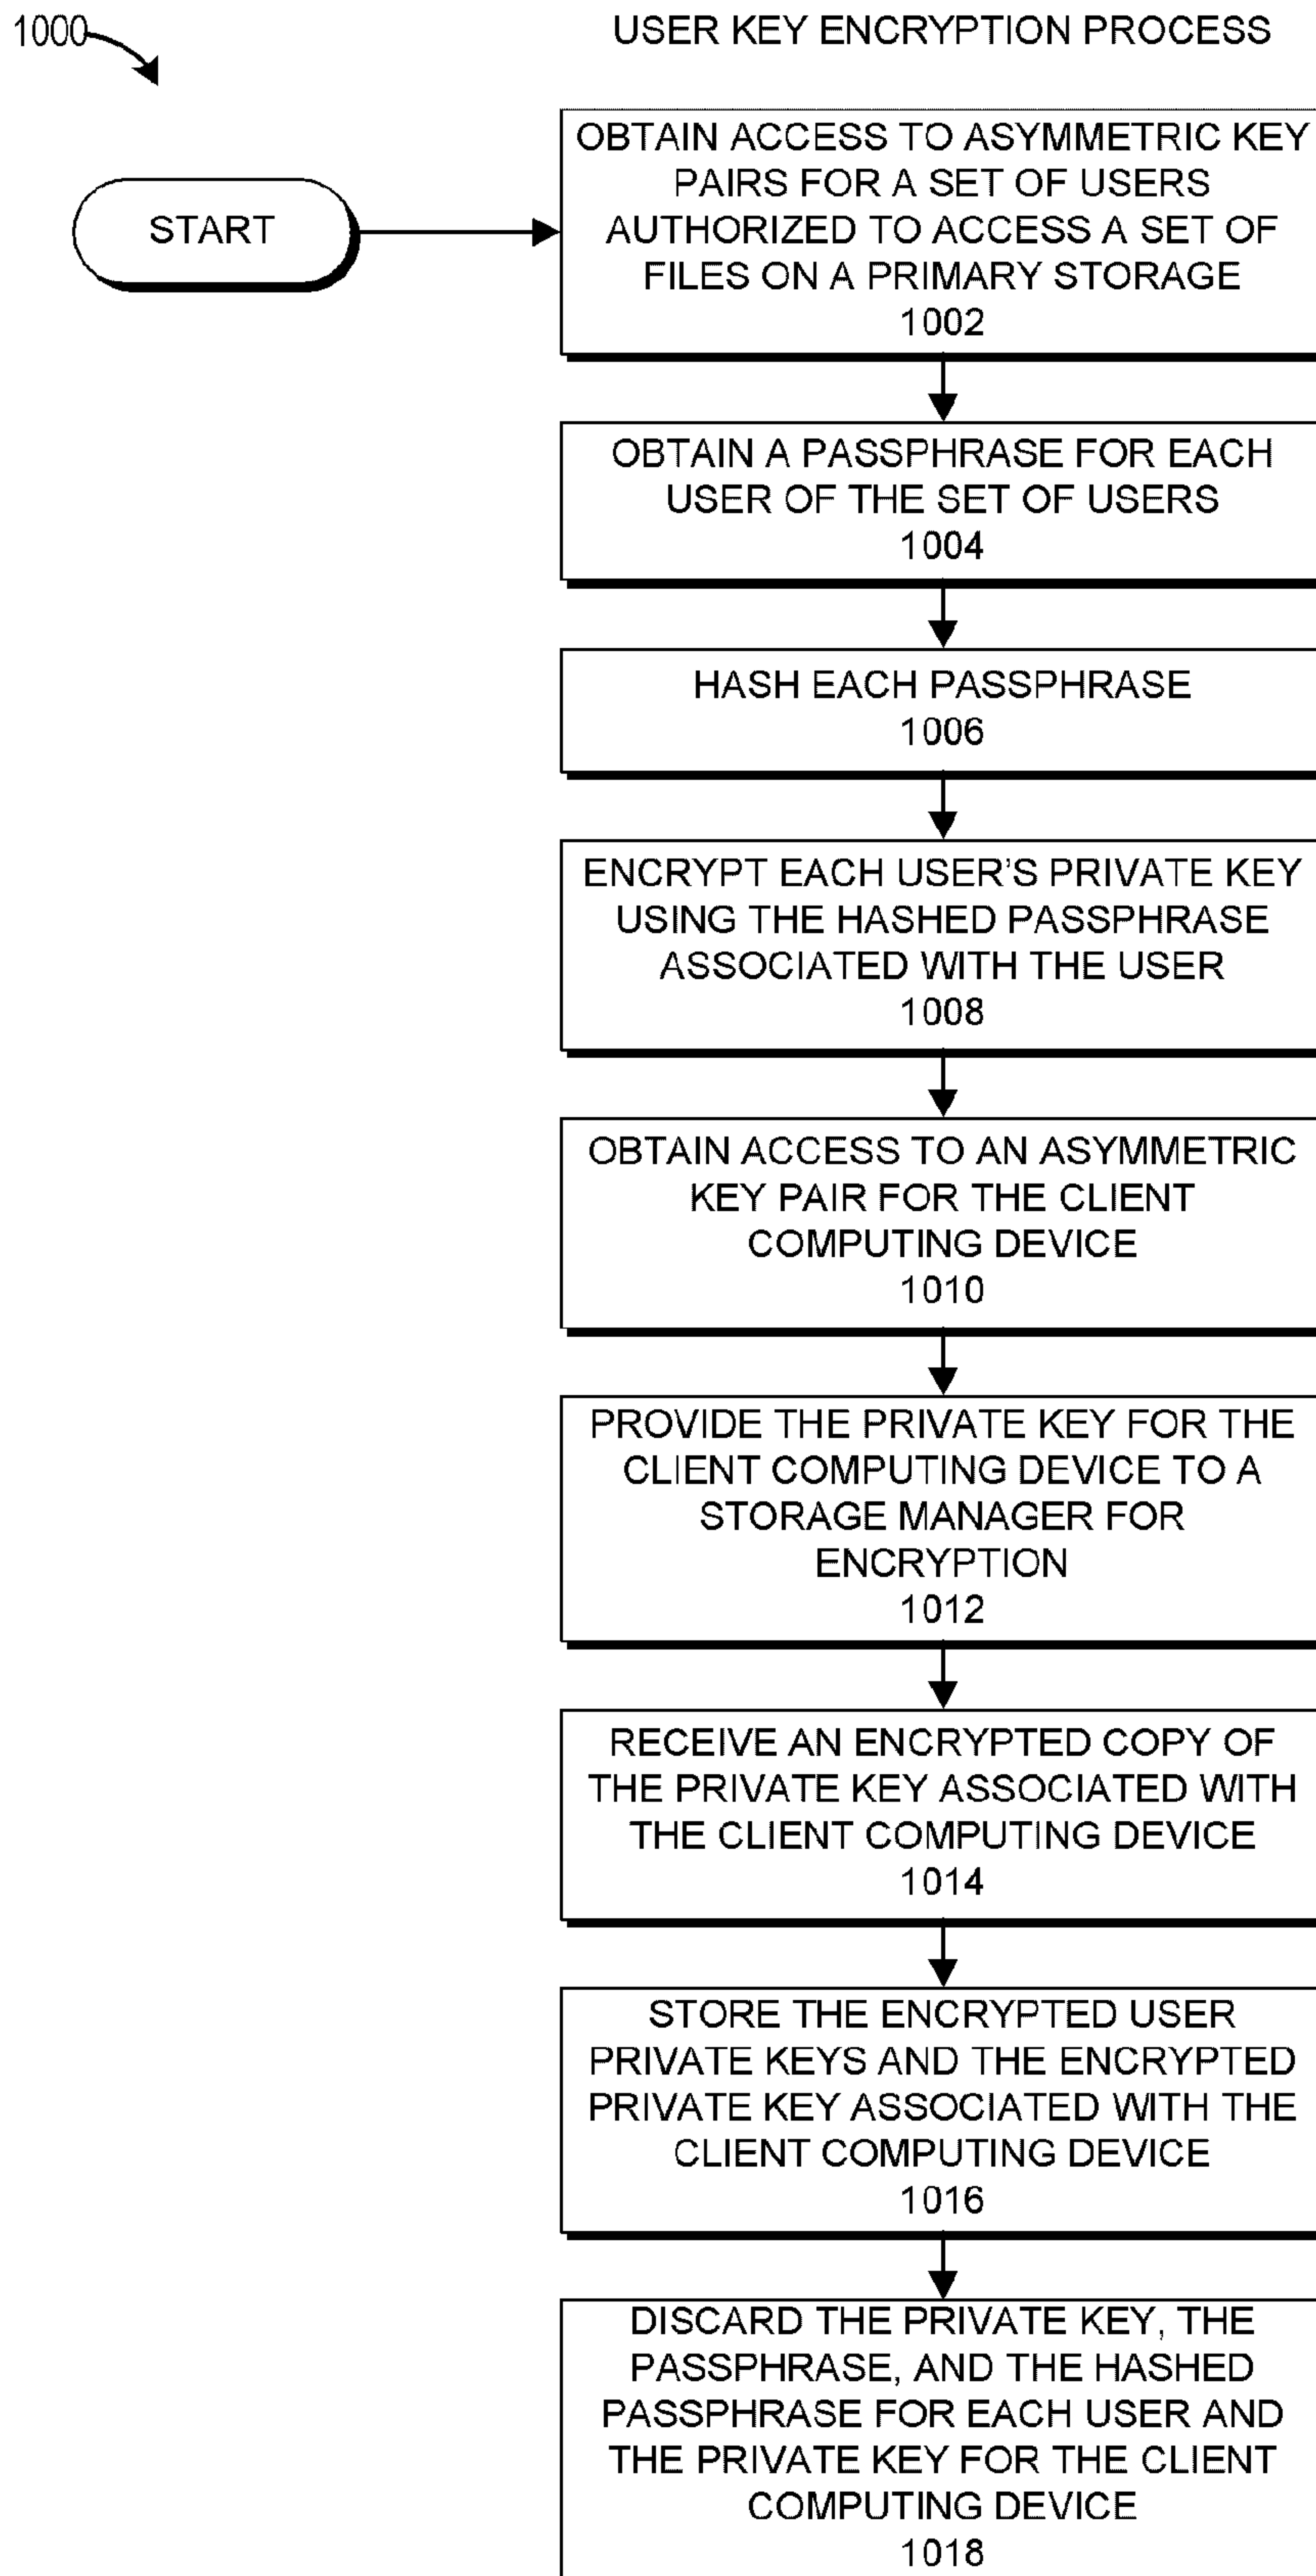 1000
USER KEY ENCRYPTION PROCESS
START
OBTAIN ACCESS TO ASYMMETRIC KEY
PAIRS FOR A SET OF USERS
AUTHORIZED TO ACCESS A SET OF
FILES ON A PRIMARY STORAGE
1002
OBTAIN A PASSPHRASE FOR EACH
USER OF THE SET OF USERS
1004
HASH EACH PASSPHRASE
1006
ENCRYPT EACH USER'S PRIVATE KEY
USING THE HASHED PASSPHRASE
ASSOCIATED WITH THE USER
1008
OBTAIN ACCESS TO AN ASYMMETRIC
KEY PAIR FOR THE CLIENT
COMPUTING DEVICE
1010
PROVIDE THE PRIVATE KEY FOR THE
CLIENT COMPUTING DEVICE TO A
STORAGE MANAGER FOR
ENCRYPTION
1012
RECEIVE AN ENCRYPTED COPY OF
THE PRIVATE KEY ASSOCIATED WITH
THE CLIENT COMPUTING DEVICE
1014
STORE THE ENCRYPTED USER
PRIVATE KEYS AND THE ENCRYPTED
PRIVATE KEY ASSOCIATED WITH THE
CLIENT COMPUTING DEVICE
1016
DISCARD THE PRIVATE KEY, THE
PASSPHRASE, AND THE HASHED
PASSPHRASE FOR EACH USER AND
THE PRIVATE KEY FOR THE CLIENT
COMPUTING DEVICE
1018